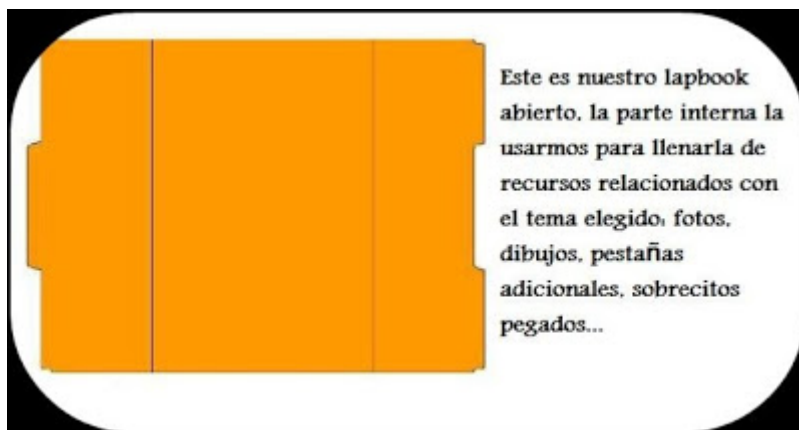 Este es nuestro lapbook
abierto, la parte interna la
usarmos para llenarla de
recursos relacionados con
el tema elegido: fotos,
dibujos, pestañas
adicionales, sobrecitos
pegados...